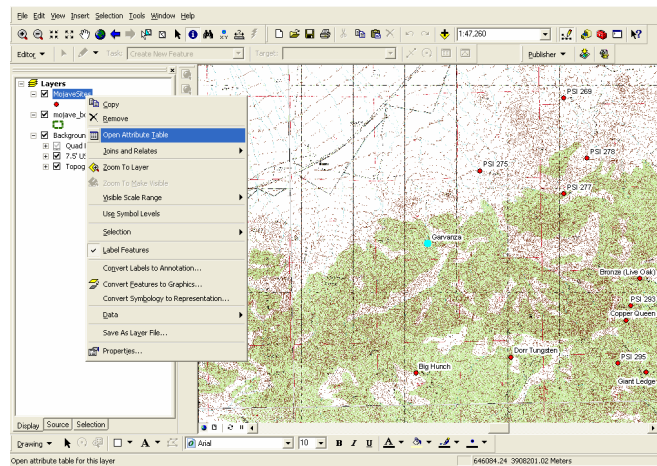 File Edit View Insert Selection Tools Window Help
1:47,260
Editor Task: Create New Feature Target: Publisher
Layers
MojaveSites
mojave_bo
Backgroun
Quad I
7.5' US
Topog
Copy
Remove
Open Attribute Table
Joins and Relates
Zoom To Layer
Zoom To Make Visible
Visible Scale Range
Use Symbol Levels
Selection
Label Features
Convert Labels to Annotation...
Convert Features to Graphics...
Convert Symbology to Representation...
Data
Save As Layer File...
Properties...
PSI 269
PSI 278
PSI 275
PSI 277
Garvanza
Bronze (Live Oak)
PSI 293
Copper Queen
Dorr Tungsten
PSI 295
Big Hunch
Giant Ledge
Display Source Selection
Drawing A Arial 10 B I U A
Open attribute table for this layer 646084.24 3908201.02 Meters